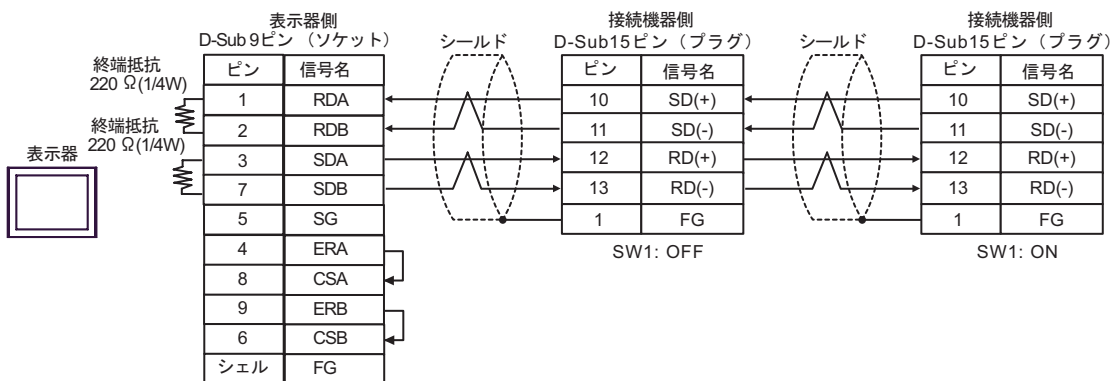 表示器側
D-Sub 9ピン （ソケット）
シールド
接続機器側
D-Sub15ピン（プラグ）
シールド
接続機器側
D-Sub15ピン（プラグ）
終端抵抗
220 Ω(1/4W)
終端抵抗
220 Ω(1/4W)
表示器
ピン 信号名
1 RDA
2 RDB
3 SDA
7 SDB
5 SG
4 ERA
8 CSA
9 ERB
6 CSB
シェル FG
ピン 信号名
10 SD(+)
11 SD(-)
12 RD(+)
13 RD(-)
1 FG
SW1: OFF
ピン 信号名
10 SD(+)
11 SD(-)
12 RD(+)
13 RD(-)
1 FG
SW1: ON